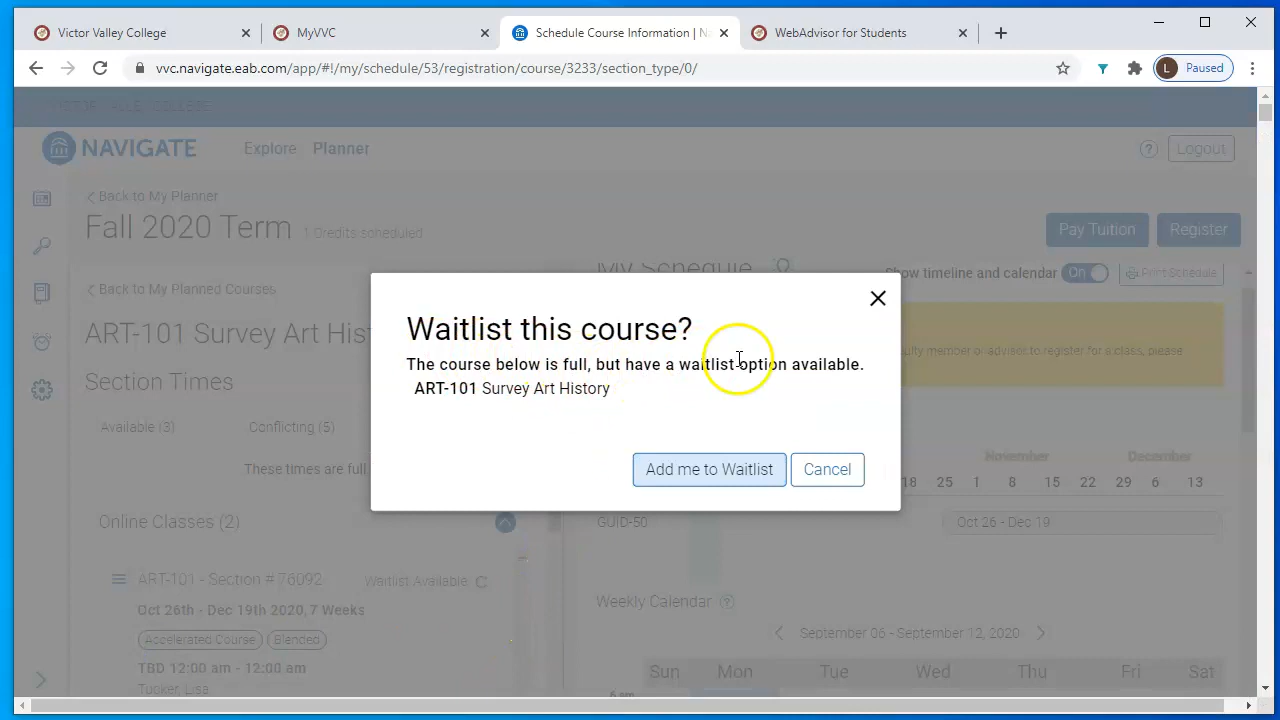 Victor Valley College
MyVVC
Schedule Course Information | N
WebAdvisor for Students
vvc.navigate.eab.com/app/#!/my/schedule/53/registration/course/3233/section_type/0/
L Paused
NAVIGATE
Explore
Planner
? Logout
Back to My Planner
Fall 2020 Term
1 Credits scheduled
Pay Tuition
Register
My Schedule
Show timeline and calendar
On
Print Schedule
Back to My Planned Courses
ART-101 Survey Art Hist
Section Times
Available (3)
Conflicting (5)
These times are full
Online Classes (2)
ART-101 - Section # 76092
Waitlist Available
Oct 26th - Dec 19th 2020, 7 Weeks
Accelerated Course
Blended
TBD 12:00 am - 12:00 am
Tucker, Lisa
Waitlist this course?
The course below is full, but have a waitlist option available.
ART-101 Survey Art History
Add me to Waitlist
Cancel
culty member or advisor to register for a class, please
November
December
18 25 1 8 15 22 29 6 13
GUID-50
Oct 26 - Dec 19
Weekly Calendar ?
September 06 - September 12, 2020
Sun Mon Tue Wed Thu Fri Sat
6 am